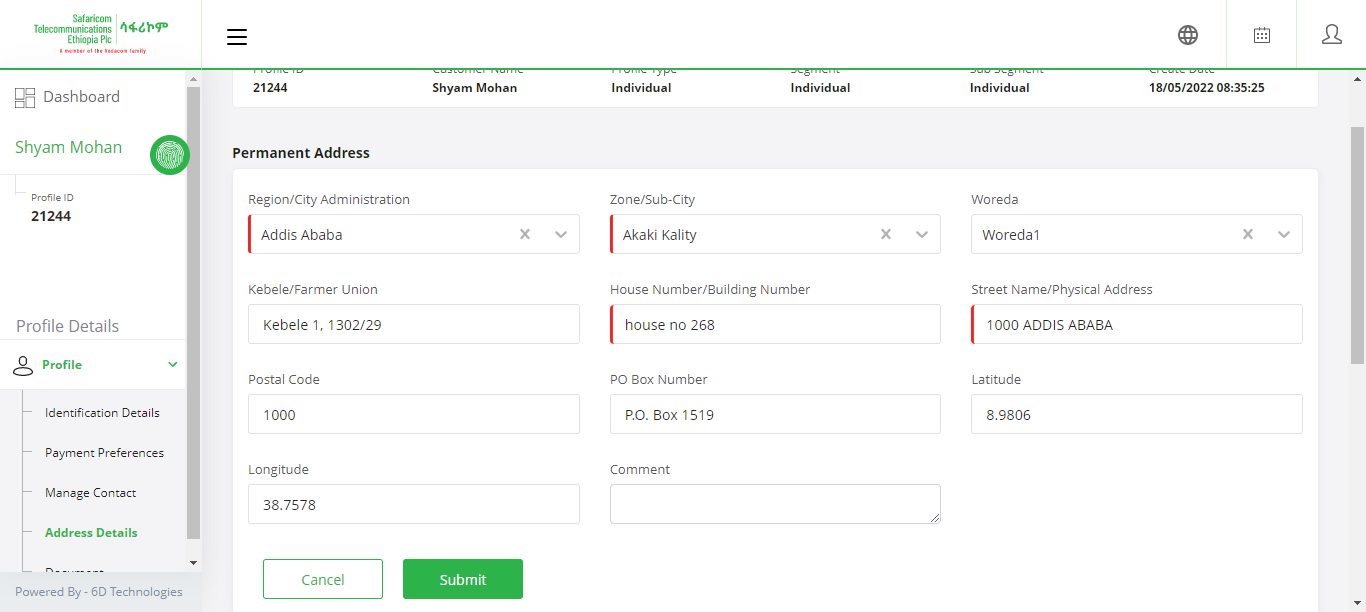 Safaricom
Telecommunications
Ethiopia Plc
ሳፋሪኮም
A member of the Vodacom family
Dashboard
Shyam Mohan
Profile ID
21244
Profile Details
Profile
Identification Details
Payment Preferences
Manage Contact
Address Details
Document
Powered By - 6D Technologies
Profile ID Customer Name Profile Type Segment Sub Segment Create Date
21244 Shyam Mohan Individual Individual Individual 18/05/2022 08:35:25
Permanent Address
Region/City Administration Zone/Sub-City Woreda
Addis Ababa Akaki Kality Woreda1
Kebele/Farmer Union House Number/Building Number Street Name/Physical Address
Kebele 1, 1302/29 house no 268 1000 ADDIS ABABA
Postal Code PO Box Number Latitude
1000 P.O. Box 1519 8.9806
Longitude Comment
38.7578
Cancel Submit